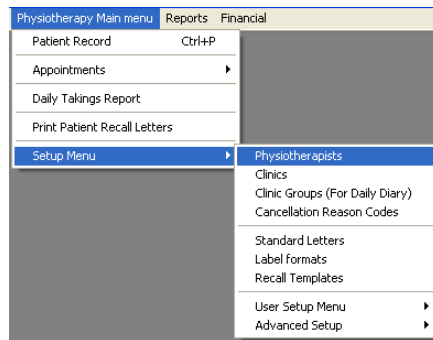 Physiotherapy Main menu Reports Financial
Patient Record Ctrl+P
Appointments
Daily Takings Report
Print Patient Recall Letters
Setup Menu
Physiotherapists
Clinics
Clinic Groups (For Daily Diary)
Cancellation Reason Codes
Standard Letters
Label formats
Recall Templates
User Setup Menu
Advanced Setup